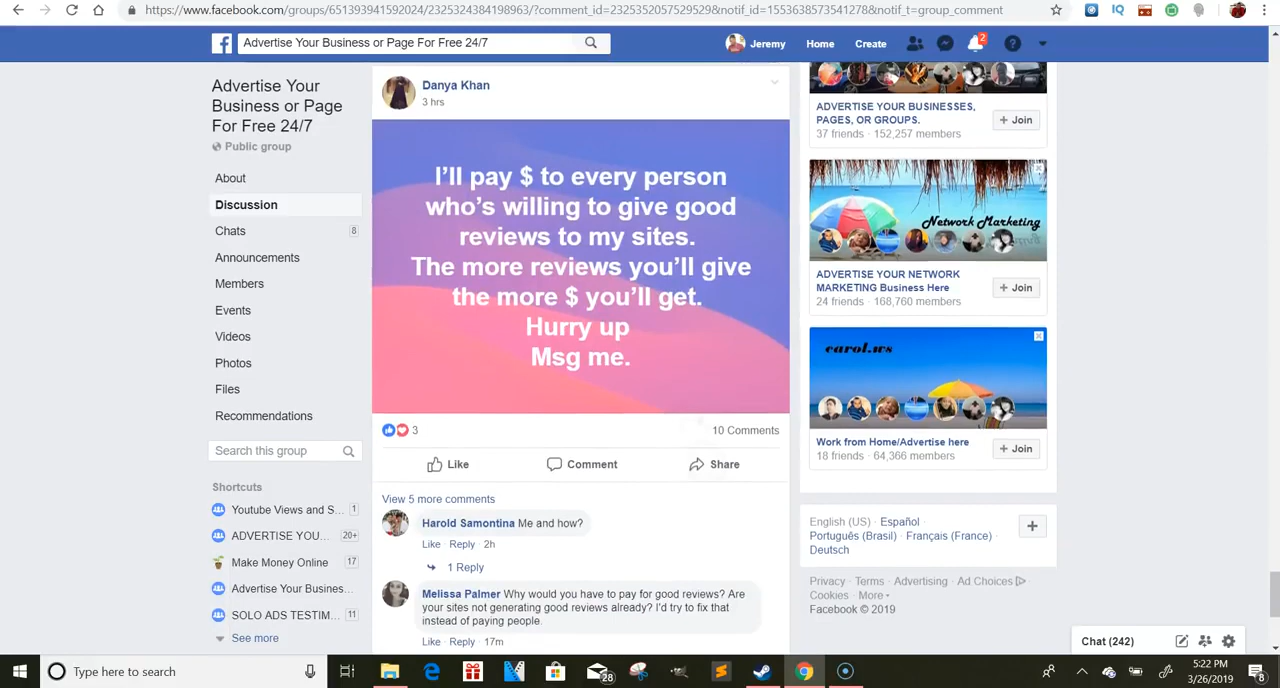 https://www.facebook.com/groups/651393941592024/2325324384198963/?comment_id=2325352057529529&notif_id=1553638573541278&notif_t=group_comment
Advertise Your Business or Page For Free 24/7
Jeremy Home Create 2
Advertise Your
Business or Page
For Free 24/7
Public group
About
Discussion
Chats 8
Announcements
Members
Events
Videos
Photos
Files
Recommendations
Search this group
Shortcuts
Youtube Views and S... 1
ADVERTISE YOU... 20+
Make Money Online 17
Advertise Your Busines...
SOLO ADS TESTIM... 11
See more
Danya Khan
3 hrs
I'll pay $ to every person
who's willing to give good
reviews to my sites.
The more reviews you'll give
the more $ you'll get.
Hurry up
Msg me.
3 10 Comments
Like Comment Share
View 5 more comments
Harold Samontina Me and how?
Like · Reply · 2h
1 Reply
Melissa Palmer Why would you have to pay for good reviews? Are
your sites not generating good reviews already? I'd try to fix that
instead of paying people.
Like · Reply · 17m
ADVERTISE YOUR BUSINESSES,
PAGES, OR GROUPS.
37 friends · 152,257 members
+ Join
Network Marketing
ADVERTISE YOUR NETWORK
MARKETING Business Here
24 friends · 168,760 members
+ Join
carol.ws
Work from Home/Advertise here
18 friends · 64,366 members
+ Join
English (US) · Español ·
Português (Brasil) · Français (France) ·
Deutsch
Privacy · Terms · Advertising · Ad Choices
Cookies · More
Facebook © 2019
Chat (242)
Type here to search
28
5:22 PM
3/26/2019
8